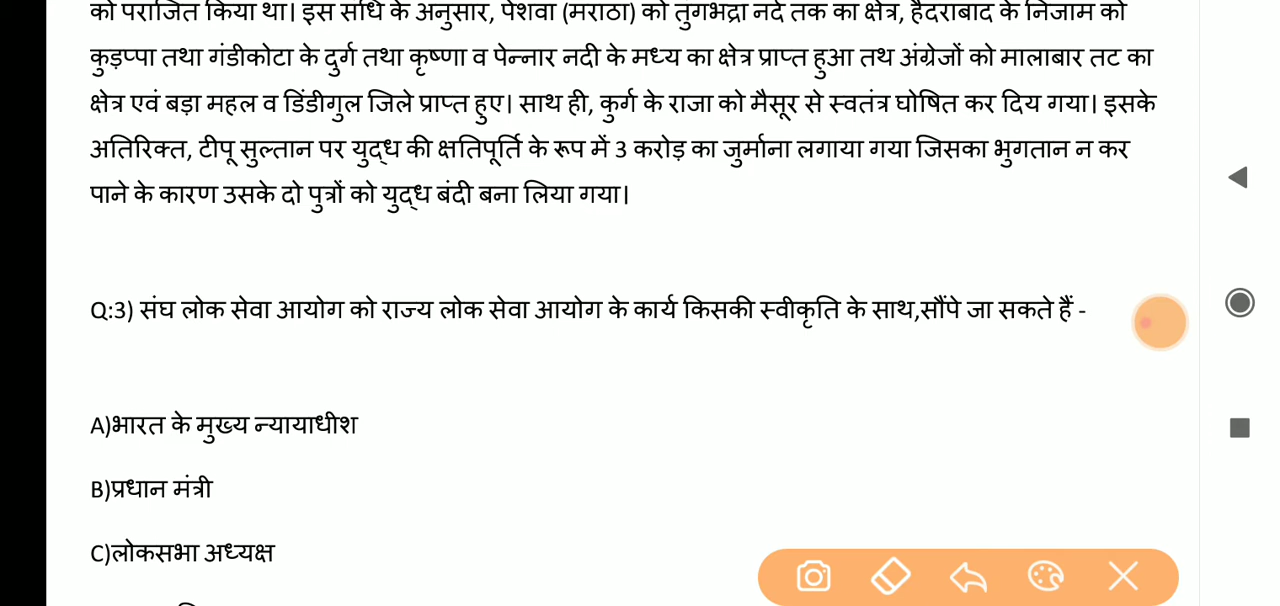 को पराजित किया था। इस संधि के अनुसार, पेशवा (मराठा) को तुंगभद्रा नदे तक का क्षेत्र, हैदराबाद के निजाम को
कुड़प्पा तथा गंडीकोटा के दुर्ग तथा कृष्णा व पेन्नार नदी के मध्य का क्षेत्र प्राप्त हुआ तथ अंग्रेजों को मालाबार तट का
क्षेत्र एवं बड़ा महल व डिंडीगुल जिले प्राप्त हुए। साथ ही, कुर्ग के राजा को मैसूर से स्वतंत्र घोषित कर दिय गया। इसके
अतिरिक्त, टीपू सुल्तान पर युद्ध की क्षतिपूर्ति के रूप में 3 करोड़ का जुर्माना लगाया गया जिसका भुगतान न कर
पाने के कारण उसके दो पुत्रों को युद्ध बंदी बना लिया गया।
Q:3) संघ लोक सेवा आयोग को राज्य लोक सेवा आयोग के कार्य किसकी स्वीकृति के साथ,सौंपे जा सकते हैं -
A)भारत के मुख्य न्यायाधीश
B)प्रधान मंत्री
C)लोकसभा अध्यक्ष